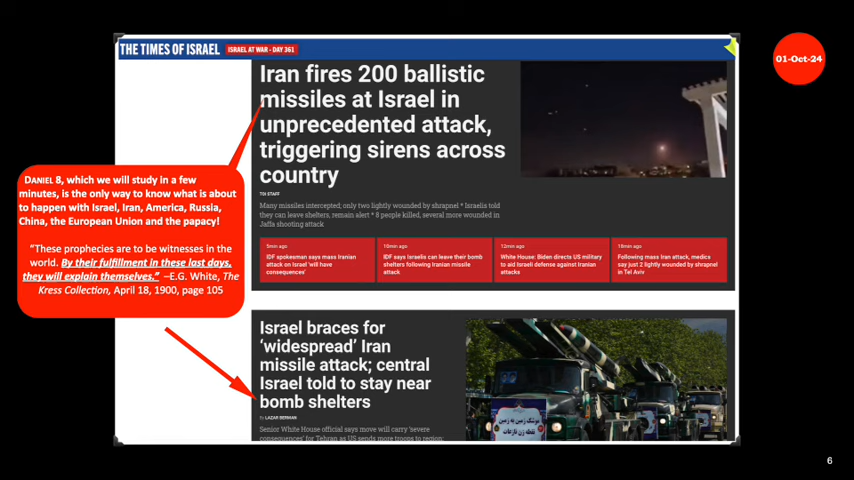 THE TIMES OF ISRAEL
ISRAEL AT WAR - DAY 361
01-Oct-24
Iran fires 200 ballistic
missiles at Israel in
unprecedented attack,
triggering sirens across
country
TOI STAFF
Many missiles intercepted; only two lightly wounded by shrapnel * Israelis told
they can leave shelters, remain alert * 8 people killed, several more wounded in
Jaffa shooting attack
5min ago
IDF spokesman says mass Iranian
attack on Israel 'will have
consequences'
10min ago
IDF says Israelis can leave their bomb
shelters following Iranian missile
attack
12min ago
White House: Biden directs US military
to aid Israeli defense against Iranian
attacks
18min ago
Following mass Iran attack, medics
say just 2 lightly wounded by shrapnel
in Tel Aviv
DANIEL 8, which we will study in a few
minutes, is the only way to know what is about
to happen with Israel, Iran, America, Russia,
China, the European Union and the papacy!
"These prophecies are to be witnesses in the
world. By their fulfillment in these last days,
they will explain themselves." –E.G. White, The
Kress Collection, April 18, 1900, page 105
Israel braces for
'widespread' Iran
missile attack; central
Israel told to stay near
bomb shelters
By LAZAR BERMAN
Senior White House official says move will carry 'severe
consequences' for Tehran as US sends more troops to region;
موشک زمین به زمین
6